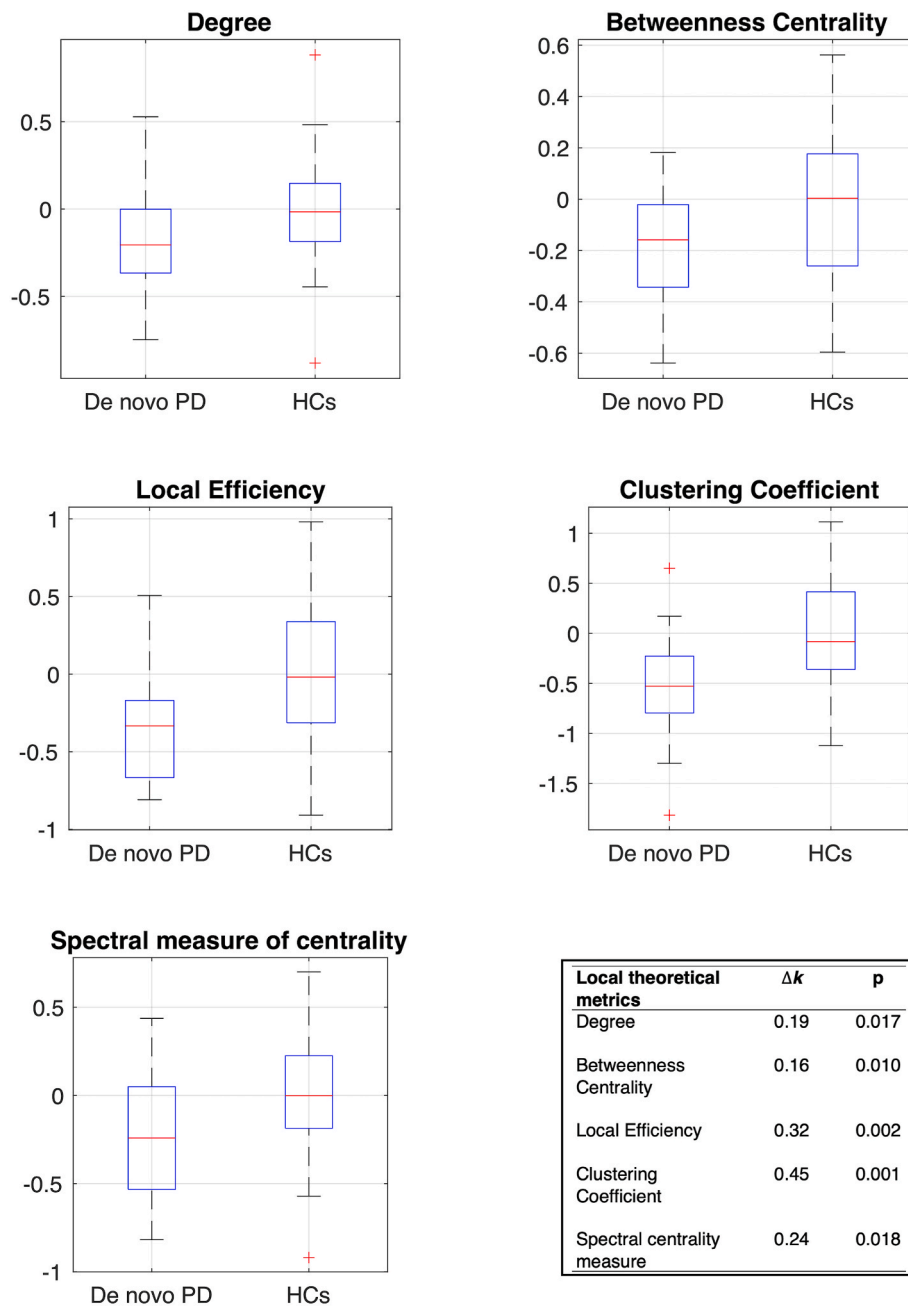 Degree
0.5
0
-0.5
De novo PD HCs
Betweenness Centrality
0.6
0.4
0.2
0
-0.2
-0.4
-0.6
De novo PD HCs
Local Efficiency
1
0.5
0
-0.5
-1
De novo PD HCs
Clustering Coefficient
1
0.5
0
-0.5
-1
-1.5
De novo PD HCs
Spectral measure of centrality
0.5
0
-0.5
-1
De novo PD HCs
Local theoretical Δk p
metrics
Degree 0.19 0.017
Betweenness 0.16 0.010
Centrality
Local Efficiency 0.32 0.002
Clustering 0.45 0.001
Coefficient
Spectral centrality 0.24 0.018
measure